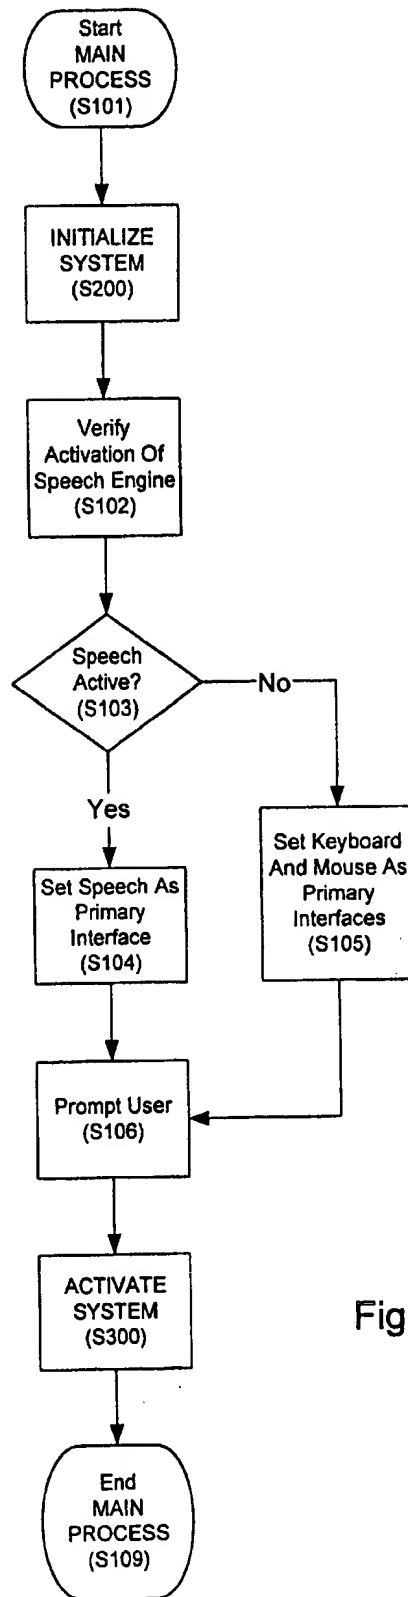 Start
MAIN
PROCESS
(S101)
INITIALIZE
SYSTEM
(S200)
Verify
Activation Of
Speech Engine
(S102)
Speech
Active?
(S103)
No
Yes
Set Speech As
Primary
Interface
(S104)
Set Keyboard
And Mouse As
Primary
Interfaces
(S105)
Prompt User
(S106)
ACTIVATE
SYSTEM
(S300)
Fig
End
MAIN
PROCESS
(S109)